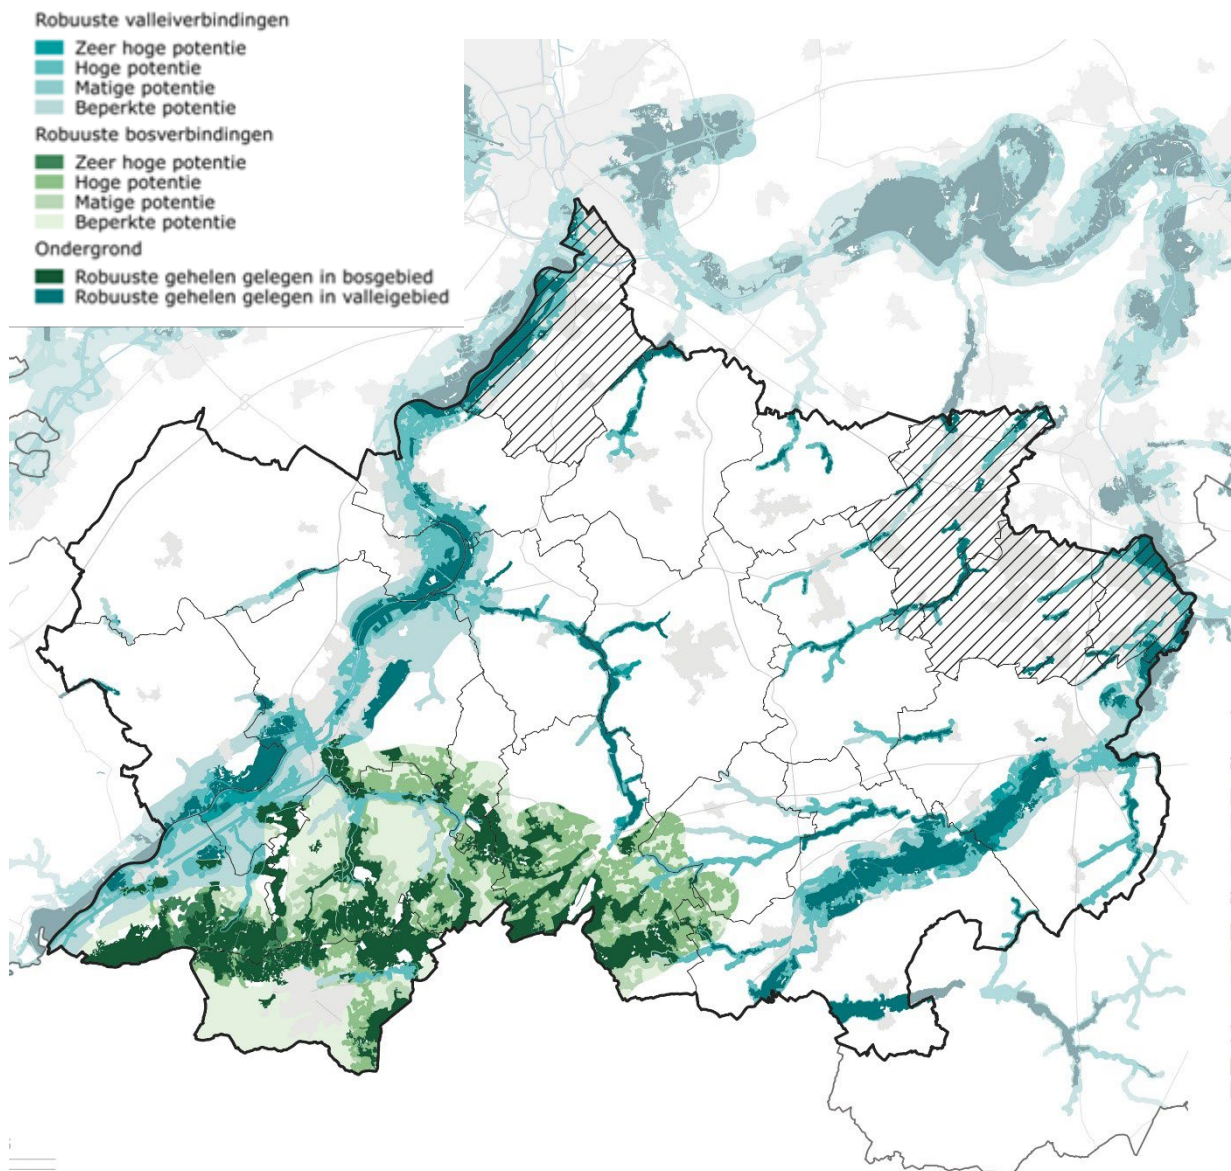 Robuuste valleiverbindingen
Zeer hoge potentie
Hoge potentie
Matige potentie
Beperkte potentie
Robuuste bosverbindingen
Zeer hoge potentie
Hoge potentie
Matige potentie
Beperkte potentie
Ondergrond
Robuuste gehelen gelegen in bosgebied
Robuuste gehelen gelegen in valleigebied